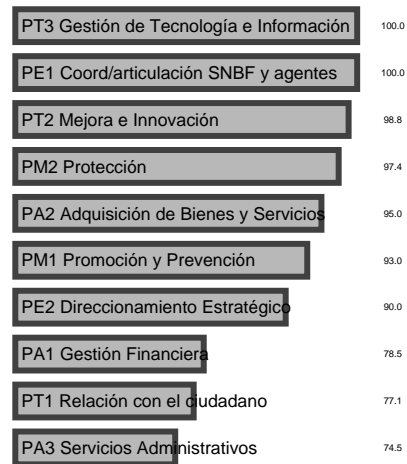 PT3 Gestión de Tecnología e Información 100.0
PE1 Coord/articulación SNBF y agentes 100.0
PT2 Mejora e Innovación 98.8
PM2 Protección 97.4
PA2 Adquisición de Bienes y Servicios 95.0
PM1 Promoción y Prevención 93.0
PE2 Direccionamiento Estratégico 90.0
PA1 Gestión Financiera 78.5
PT1 Relación con el ciudadano 77.1
PA3 Servicios Administrativos 74.5